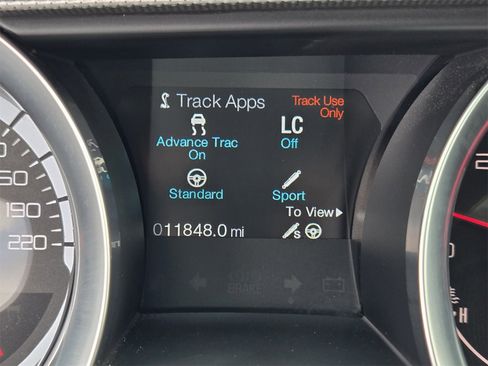 Track Apps
Track Use
Only
Advance Trac
On
LC
Off
Standard
Sport
To View
011848.0 mi
S
BRAKE
190
220
H